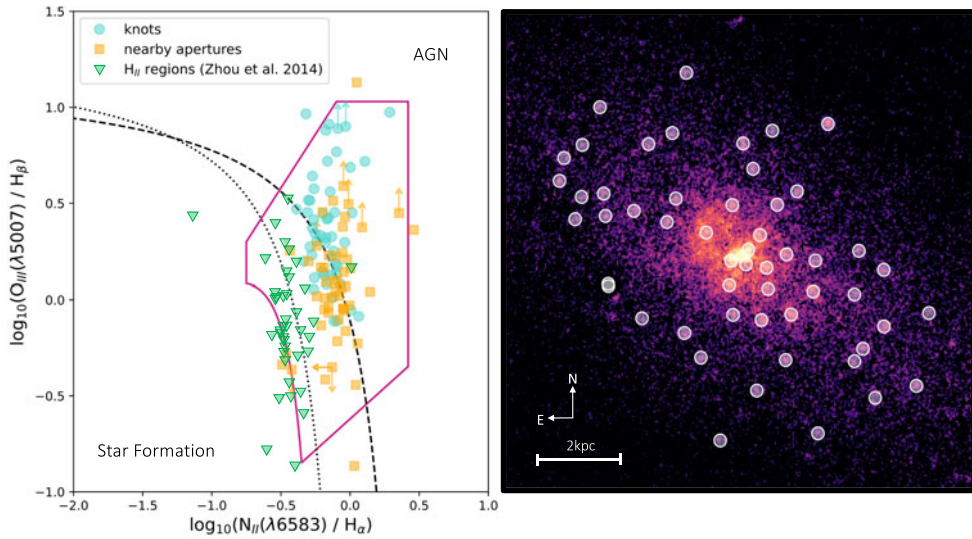 knots
nearby apertures
H_II regions (Zhou et al. 2014)
AGN
Star Formation
1.5
1.0
0.5
0.0
−0.5
−1.0
−2.0 −1.5 −1.0 −0.5 0.0 0.5 1.0
log₁₀(O_III(λ5007) / H_β)
log₁₀(N_II(λ6583) / H_α)
N
E
2kpc